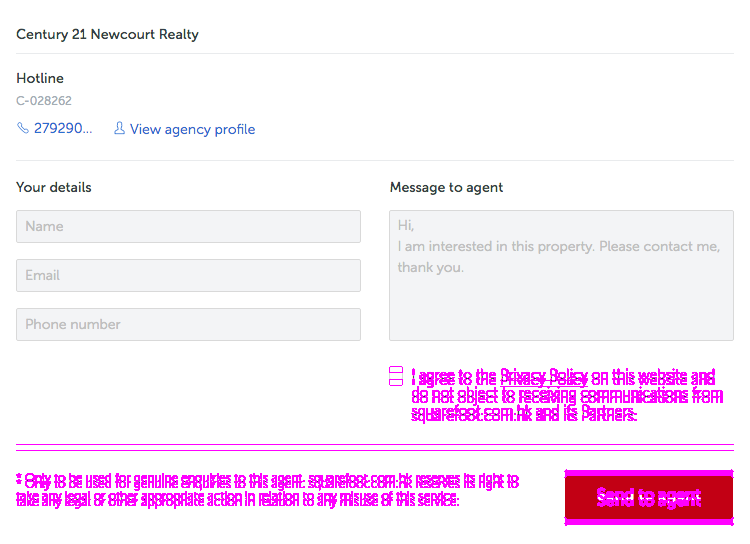 Century 21 Newcourt Realty
Hotline
C-028262
279290...
View agency profile
Your details
Message to agent
Name
Hi,
I am interested in this property. Please contact me,
thank you.
Email
Phone number
I agree to the Privacy Policy on this website and
do not object to receiving communications from
squarefoot.com.hk and its Partners.
* Only to be used for genuine enquiries to this agent. squarefoot.com.hk reserves its right to
take any legal or other appropriate action in relation to any misuse of this service.
Send to agent